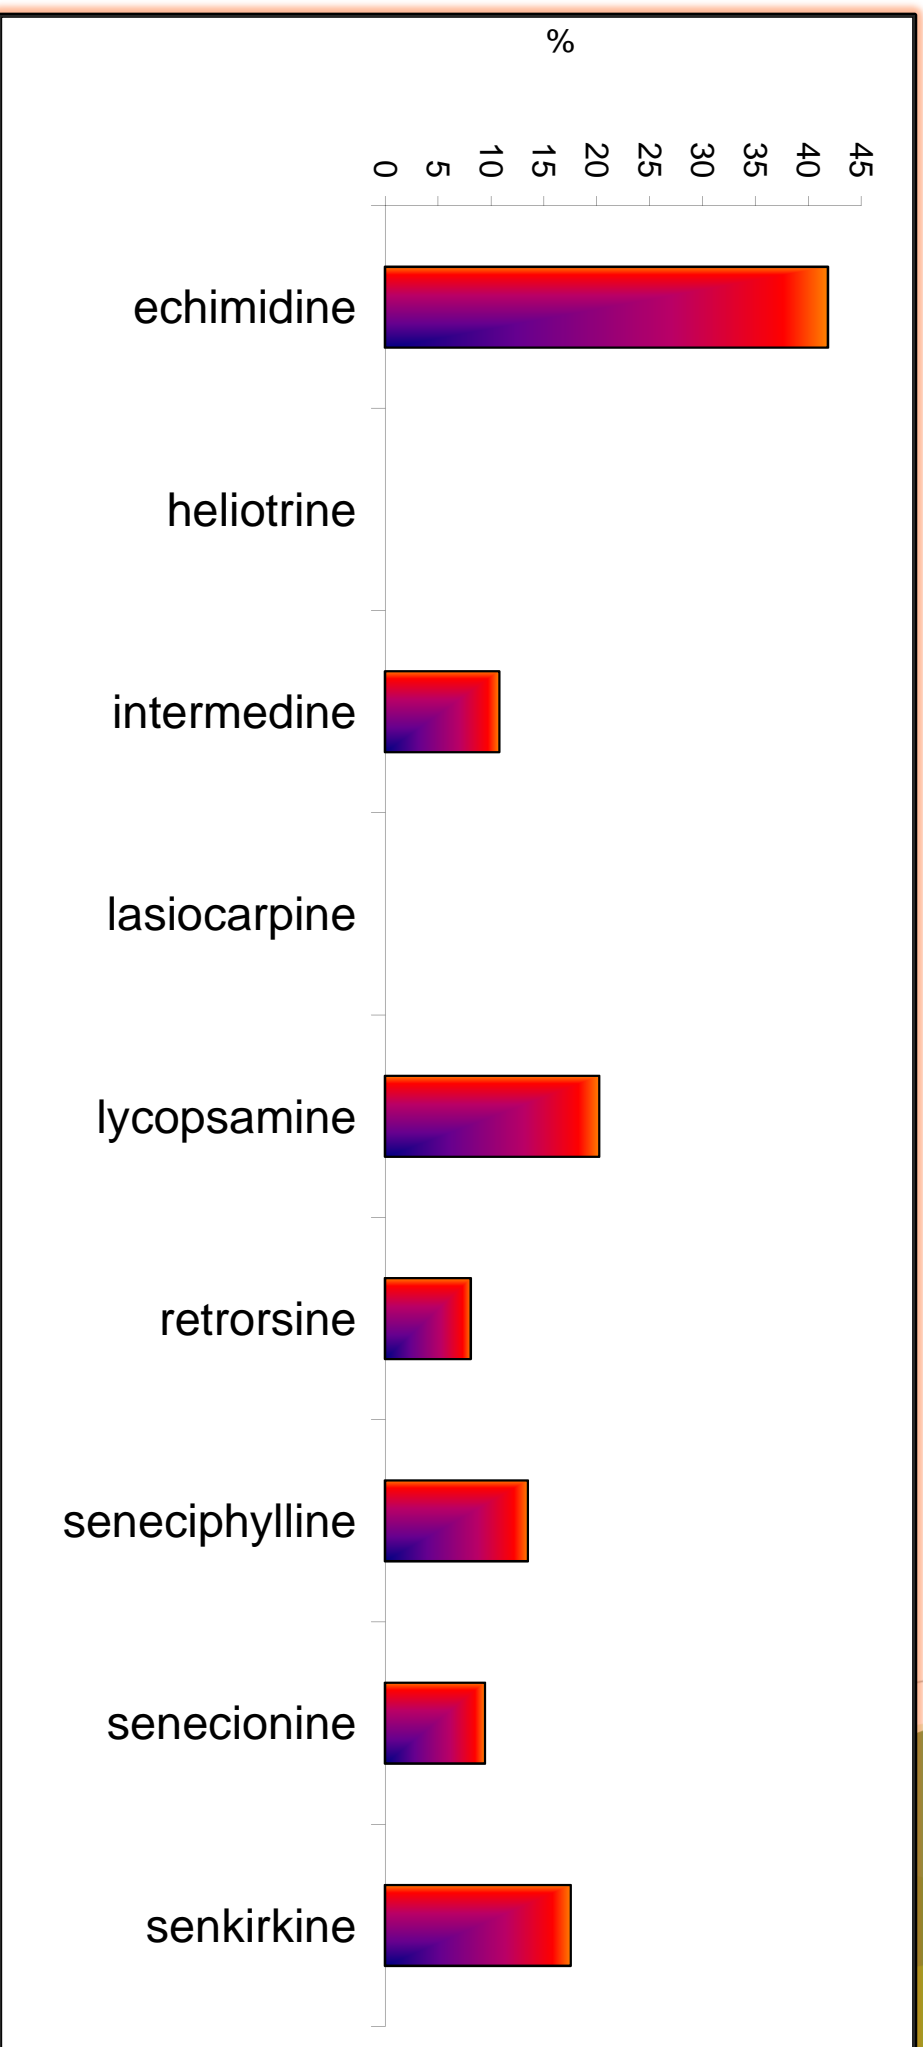 %
0
5
10
15
20
25
30
35
40
45
echimidine
heliotrine
intermedine
lasiocarpine
lycopsamine
retrorsine
seneciphylline
senecionine
senkirkine